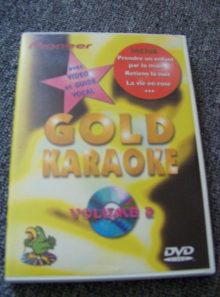 Pioneer
Inclus
Prendre un enfant
par la main
Retiens la nuit
La vie en rose
...
AVEC
VIDEO
ET GUIDE
VOCAL
GOLD
KARAOKE
VOLUME 2
DVD